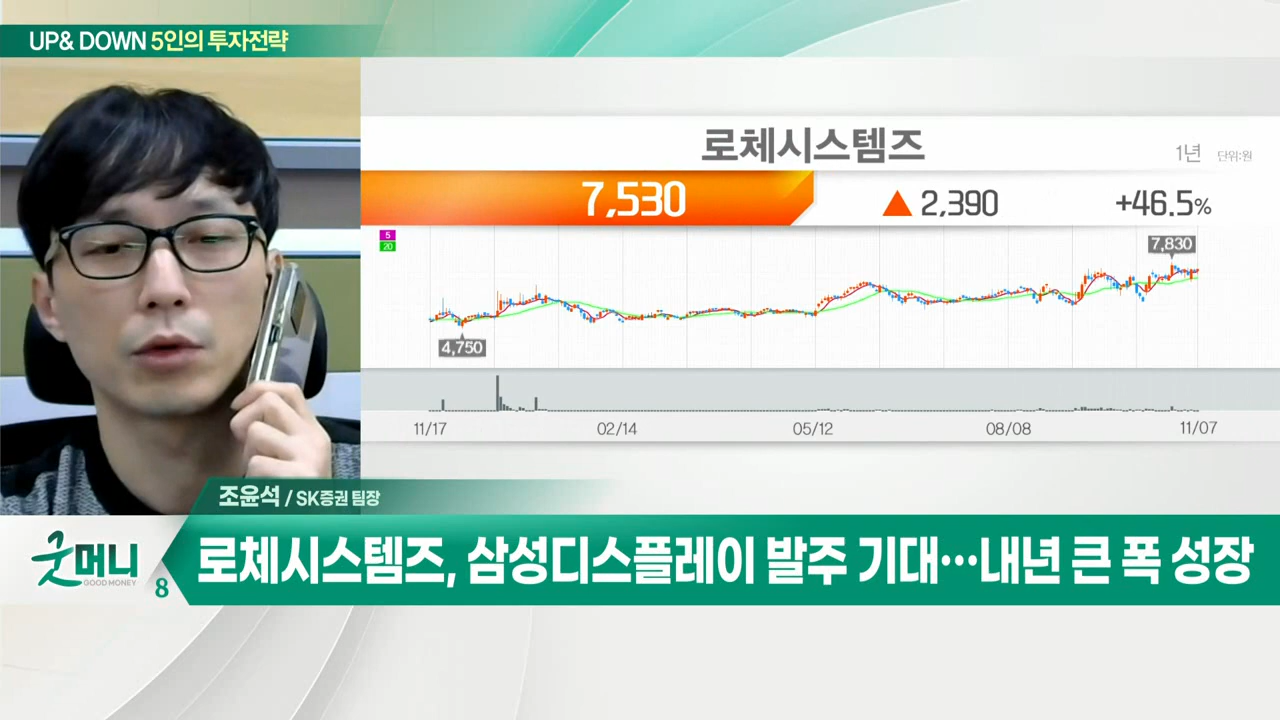 UP& DOWN 5인의 투자전략
로체시스템즈
1년 단위:원
7,530 ▲ 2,390 +46.5%
5
20
7,830
4,750
11/17 02/14 05/12 08/08 11/07
조윤석 / SK증권 팀장
굿머니
GOOD MONEY
8
로체시스템즈, 삼성디스플레이 발주 기대…내년 큰 폭 성장